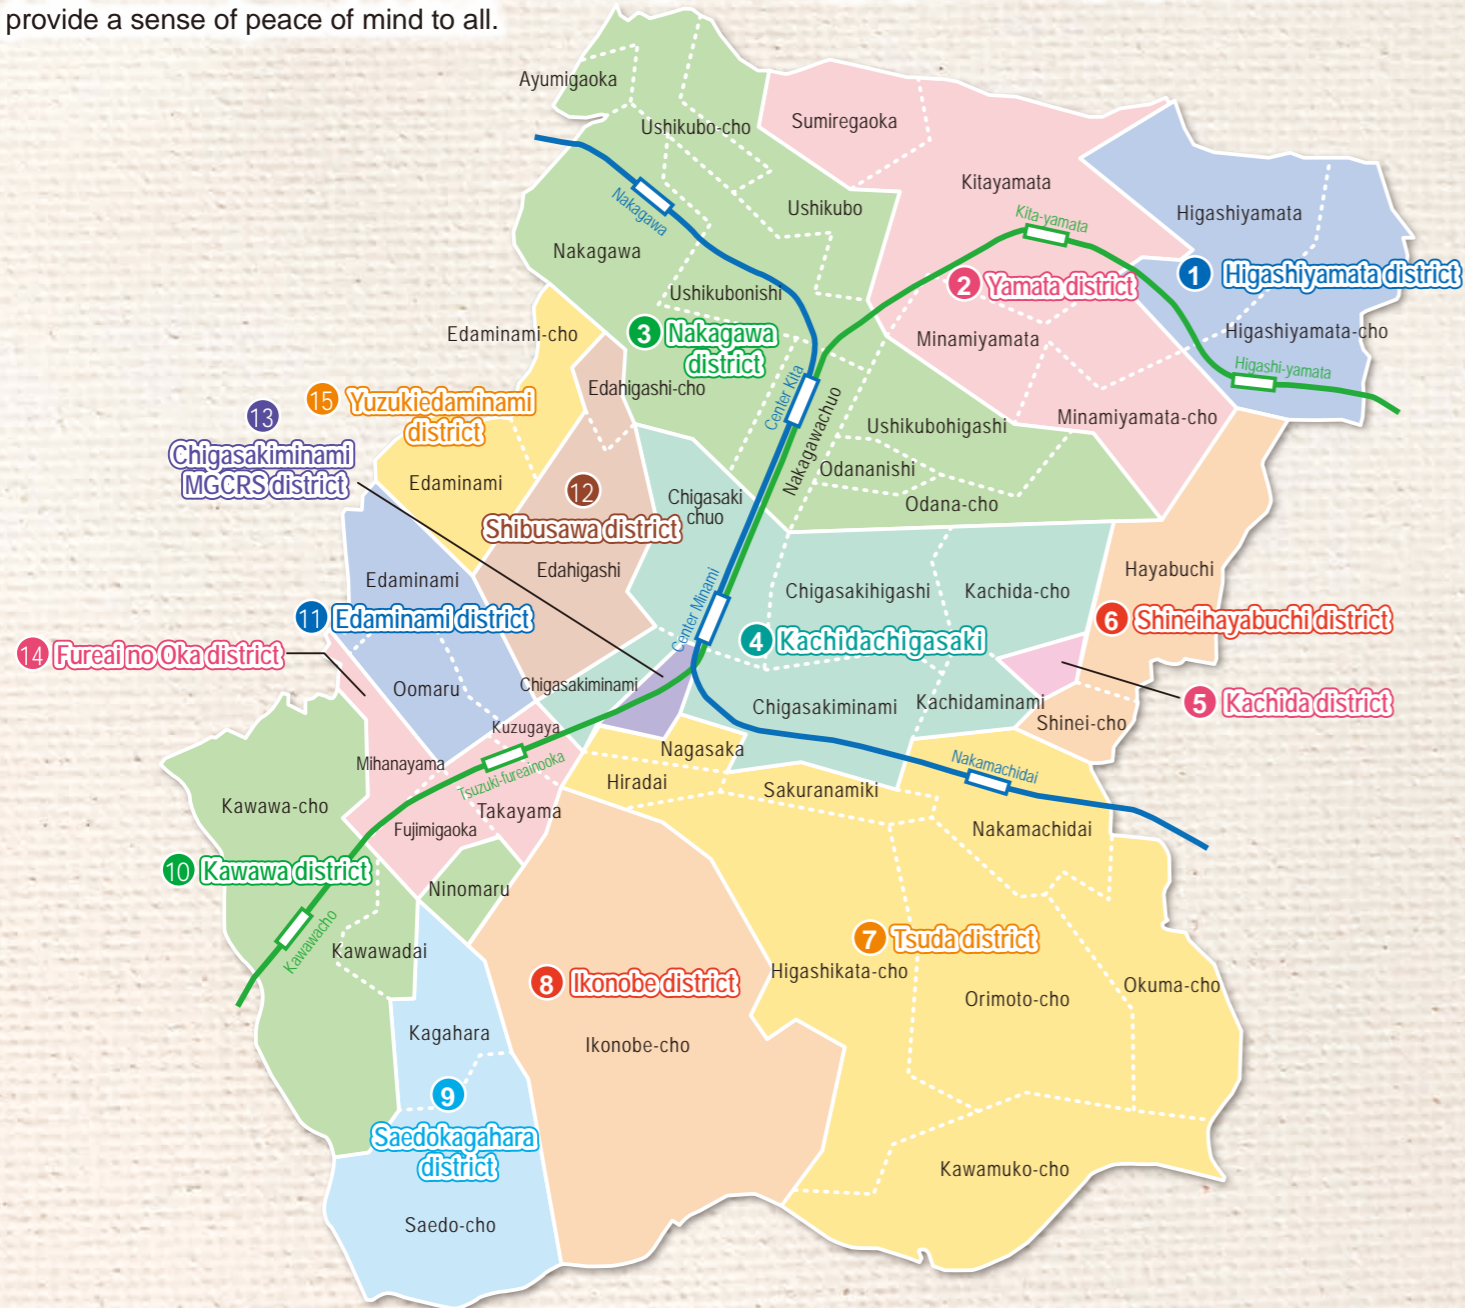 provide a sense of peace of mind to all.
Ayumigaoka
Ushikubo-cho
Sumiregaoka
Kitayamata
Higashiyamata
Nakagawa
Ushikubo
Kita-yamata
Nakagawa
Ushikubonishi
2 Yamata district
1 Higashiyamata district
Edaminami-cho
3 Nakagawa
district
Minamiyamata
Higashiyamata-cho
Higashi-yamata
Edahigashi-cho
Center Kita
Nakagawachuo
Minamiyamata-cho
Ushikubohigashi
15 Yuzukiedaminami
district
13
Chigasakiminami
MGCRS district
Edaminami
12
Shibusawa district
Chigasaki
chuo
Odananishi
Odana-cho
Edaminami
Edahigashi
Chigasakihigashi
Kachida-cho
Hayabuchi
11 Edaminami district
Center Minami
4 Kachidachigasaki
6 Shineihayabuchi district
14 Fureai no Oka district
Oomaru
Chigasakiminami
Chigasakiminami
Kachidaminami
5 Kachida district
Shinei-cho
Kuzugaya
Mihanayama
Tsuzuki-fureainooka
Nagasaka
Hiradai
Sakuranamiki
Nakamachidai
Nakamachidai
Kawawa-cho
Takayama
Fujimigaoka
10 Kawawa district
Ninomaru
Kawawacho
Kawawadai
7 Tsuda district
Higashikata-cho
Orimoto-cho
Okuma-cho
8 Ikonobe district
Kagahara
Ikonobe-cho
9
Saedokagahara
district
Kawamuko-cho
Saedo-cho